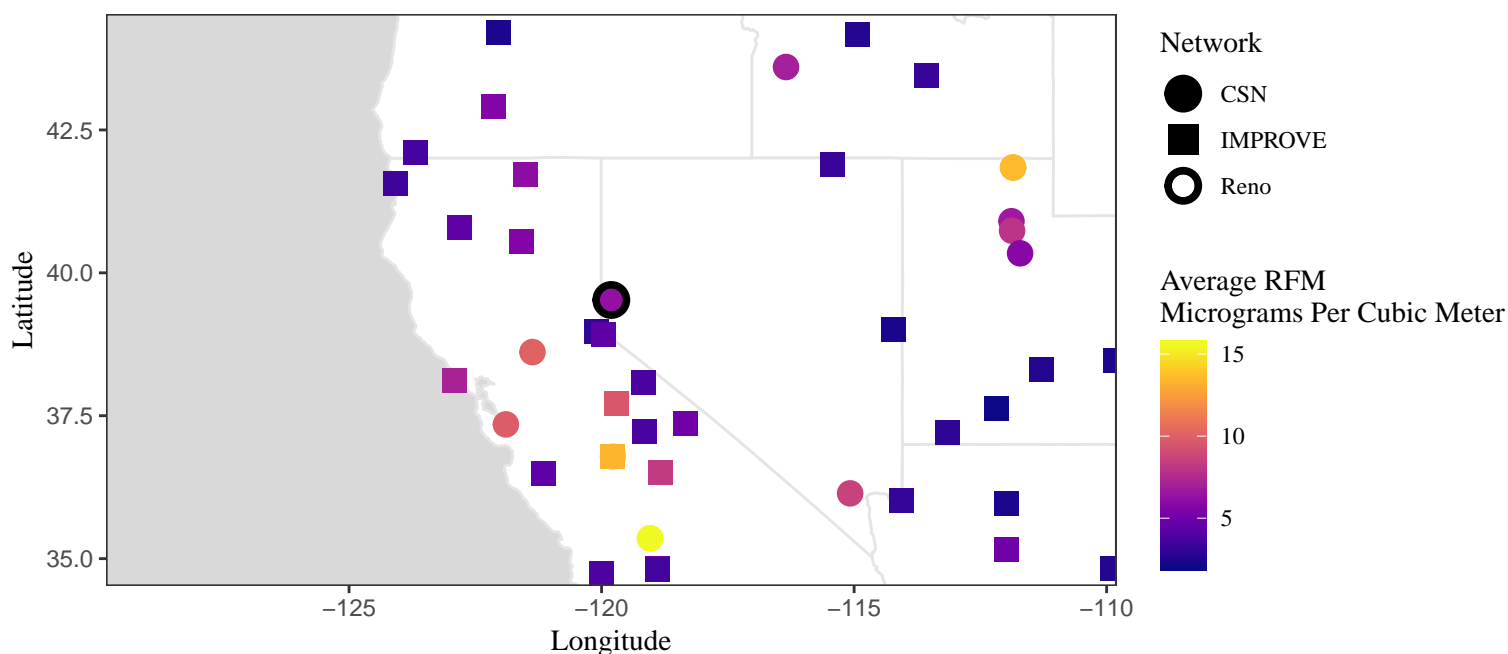 Network
CSN
IMPROVE
Reno
Average RFM
Micrograms Per Cubic Meter
15
10
5
Latitude
42.5
40.0
37.5
35.0
−125
−120
−115
−110
Longitude